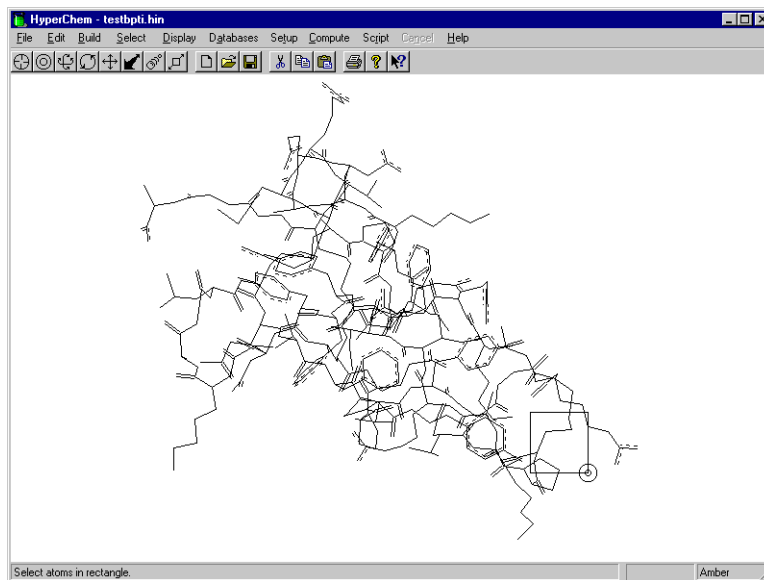 HyperChem - testbpti.hin
File Edit Build Select Display Databases Setup Compute Script Cancel Help
Select atoms in rectangle. Amber